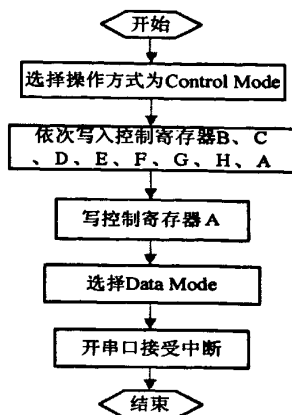 开始
选择操作方式为Control Mode
依次写入控制寄存器B、C
、D、E、F、G、H、A
写控制寄存器A
选择Data Mode
开串口接受中断
结束